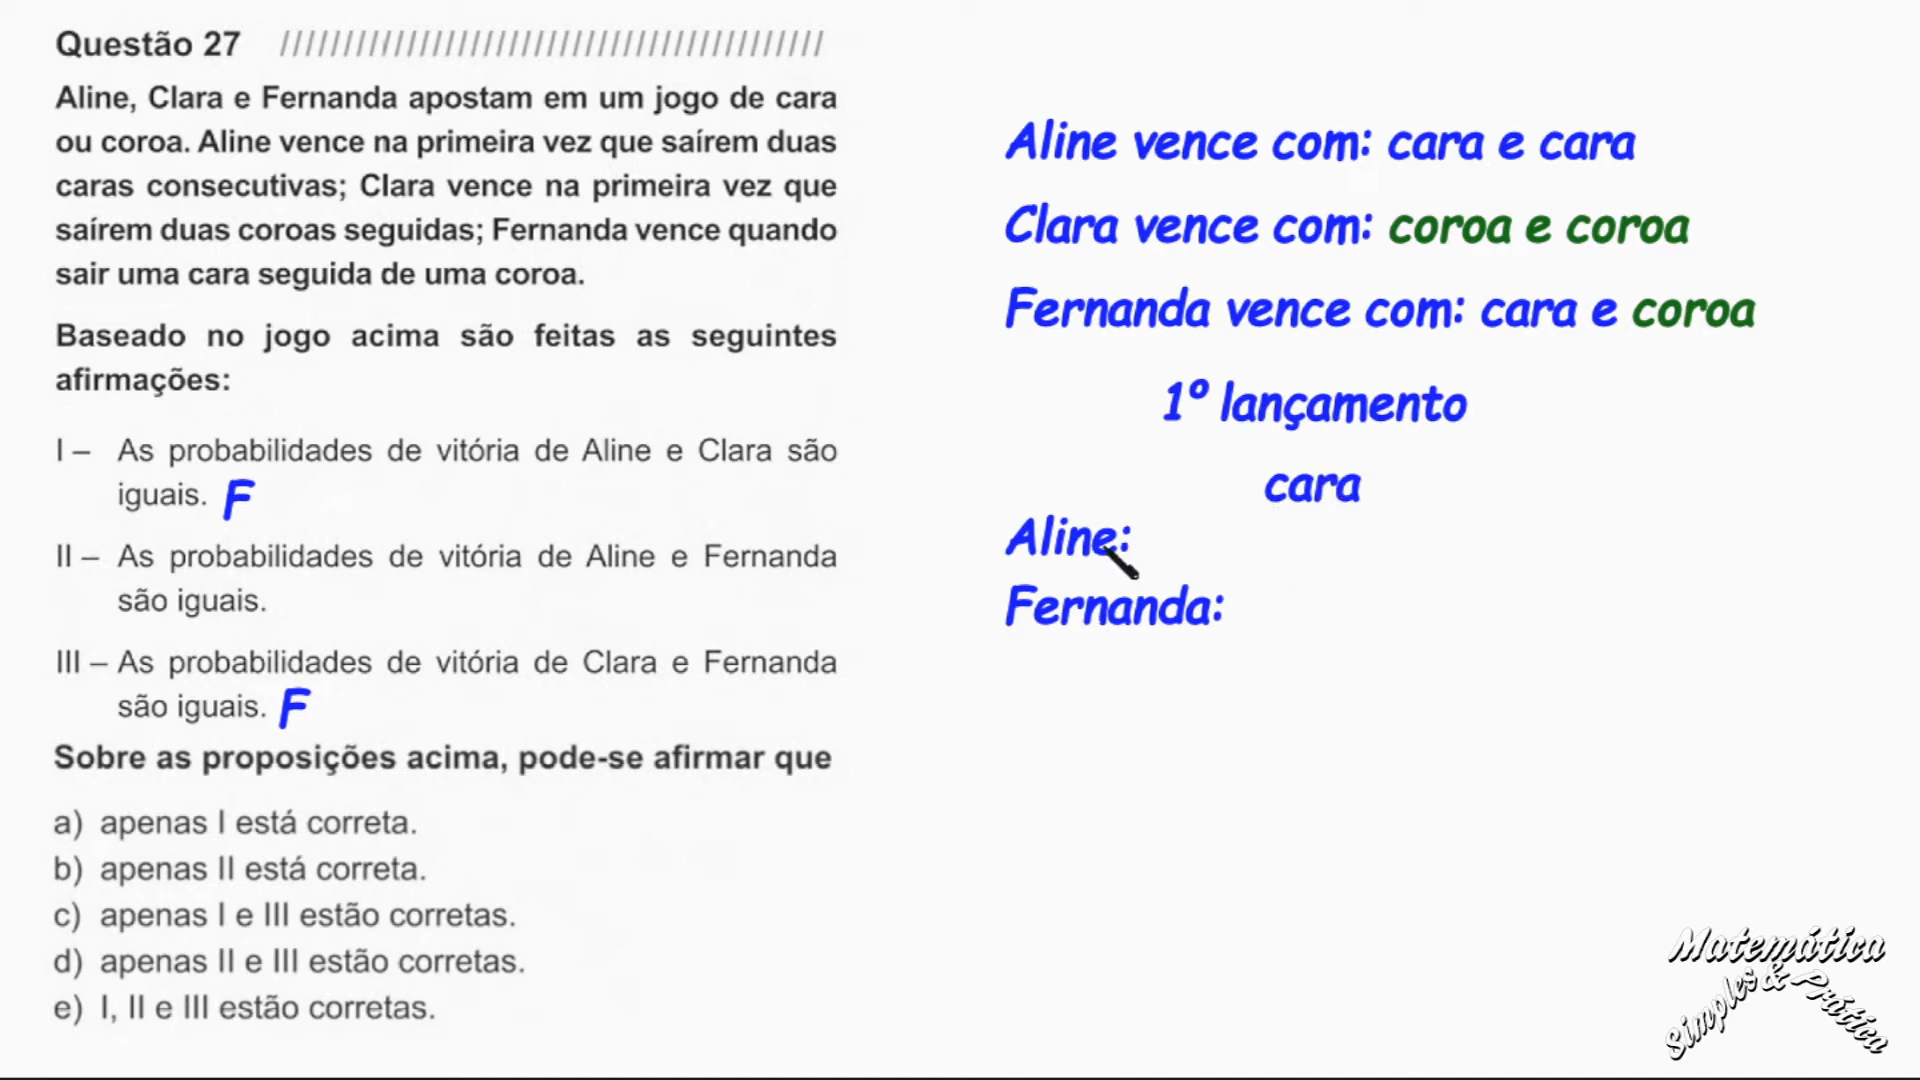 Questão 27 ///////////////////////////////////////////
Aline, Clara e Fernanda apostam em um jogo de cara
ou coroa. Aline vence na primeira vez que saírem duas
caras consecutivas; Clara vence na primeira vez que
saírem duas coroas seguidas; Fernanda vence quando
sair uma cara seguida de uma coroa.
Baseado no jogo acima são feitas as seguintes
afirmações:
I – As probabilidades de vitória de Aline e Clara são
iguais. F
II – As probabilidades de vitória de Aline e Fernanda
são iguais.
III – As probabilidades de vitória de Clara e Fernanda
são iguais. F
Sobre as proposições acima, pode-se afirmar que
a) apenas I está correta.
b) apenas II está correta.
c) apenas I e III estão corretas.
d) apenas II e III estão corretas.
e) I, II e III estão corretas.
Aline vence com: cara e cara
Clara vence com: coroa e coroa
Fernanda vence com: cara e coroa
1º lançamento
cara
Aline:
Fernanda:
Matemática
Simples & Prático